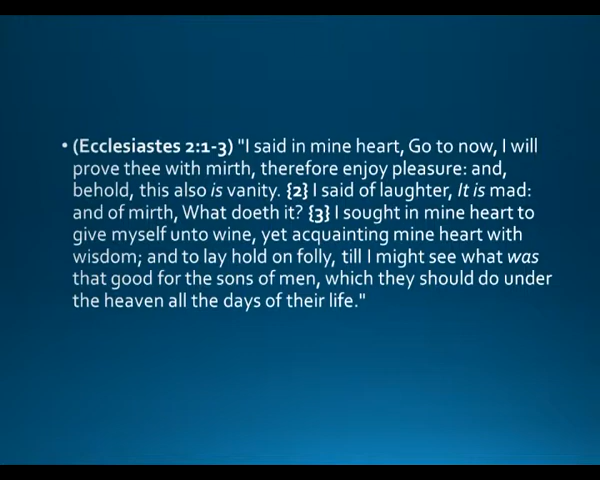 • (Ecclesiastes 2:1-3) "I said in mine heart, Go to now, I will
prove thee with mirth, therefore enjoy pleasure: and,
behold, this also is vanity. {2} I said of laughter, It is mad:
and of mirth, What doeth it? {3} I sought in mine heart to
give myself unto wine, yet acquainting mine heart with
wisdom; and to lay hold on folly, till I might see what was
that good for the sons of men, which they should do under
the heaven all the days of their life."